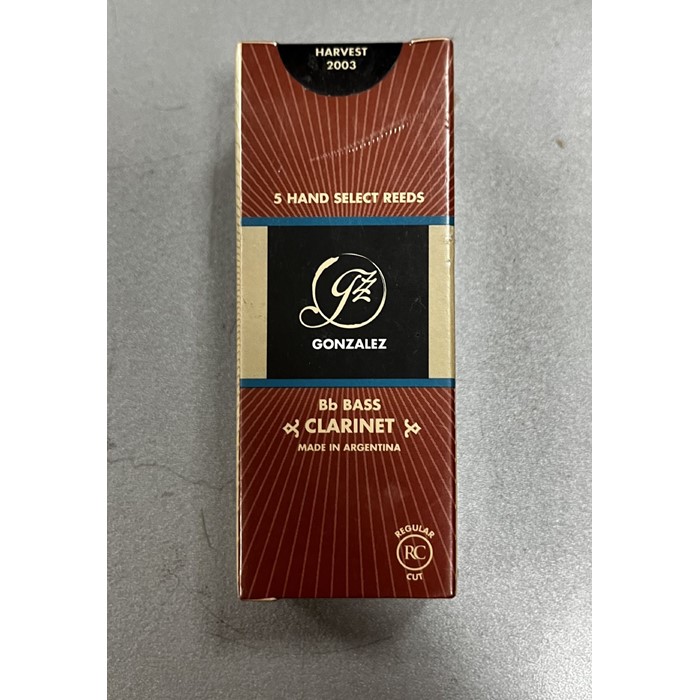 HARVEST
2003
5 HAND SELECT REEDS
GZ
GONZALEZ
Bb BASS
CLARINET
MADE IN ARGENTINA
REGULAR
RC
CUT